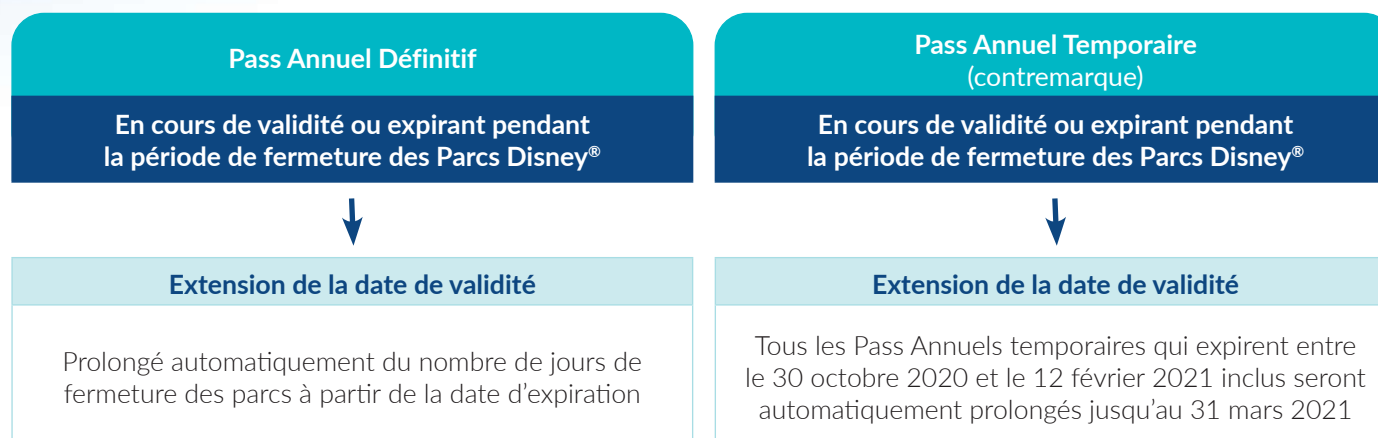 Pass Annuel Définitif
En cours de validité ou expirant pendant
la période de fermeture des Parcs Disney®
Extension de la date de validité
Prolongé automatiquement du nombre de jours de
fermeture des parcs à partir de la date d’expiration
Pass Annuel Temporaire
(contremarque)
En cours de validité ou expirant pendant
la période de fermeture des Parcs Disney®
Extension de la date de validité
Tous les Pass Annuels temporaires qui expirent entre
le 30 octobre 2020 et le 12 février 2021 inclus seront
automatiquement prolongés jusqu’au 31 mars 2021